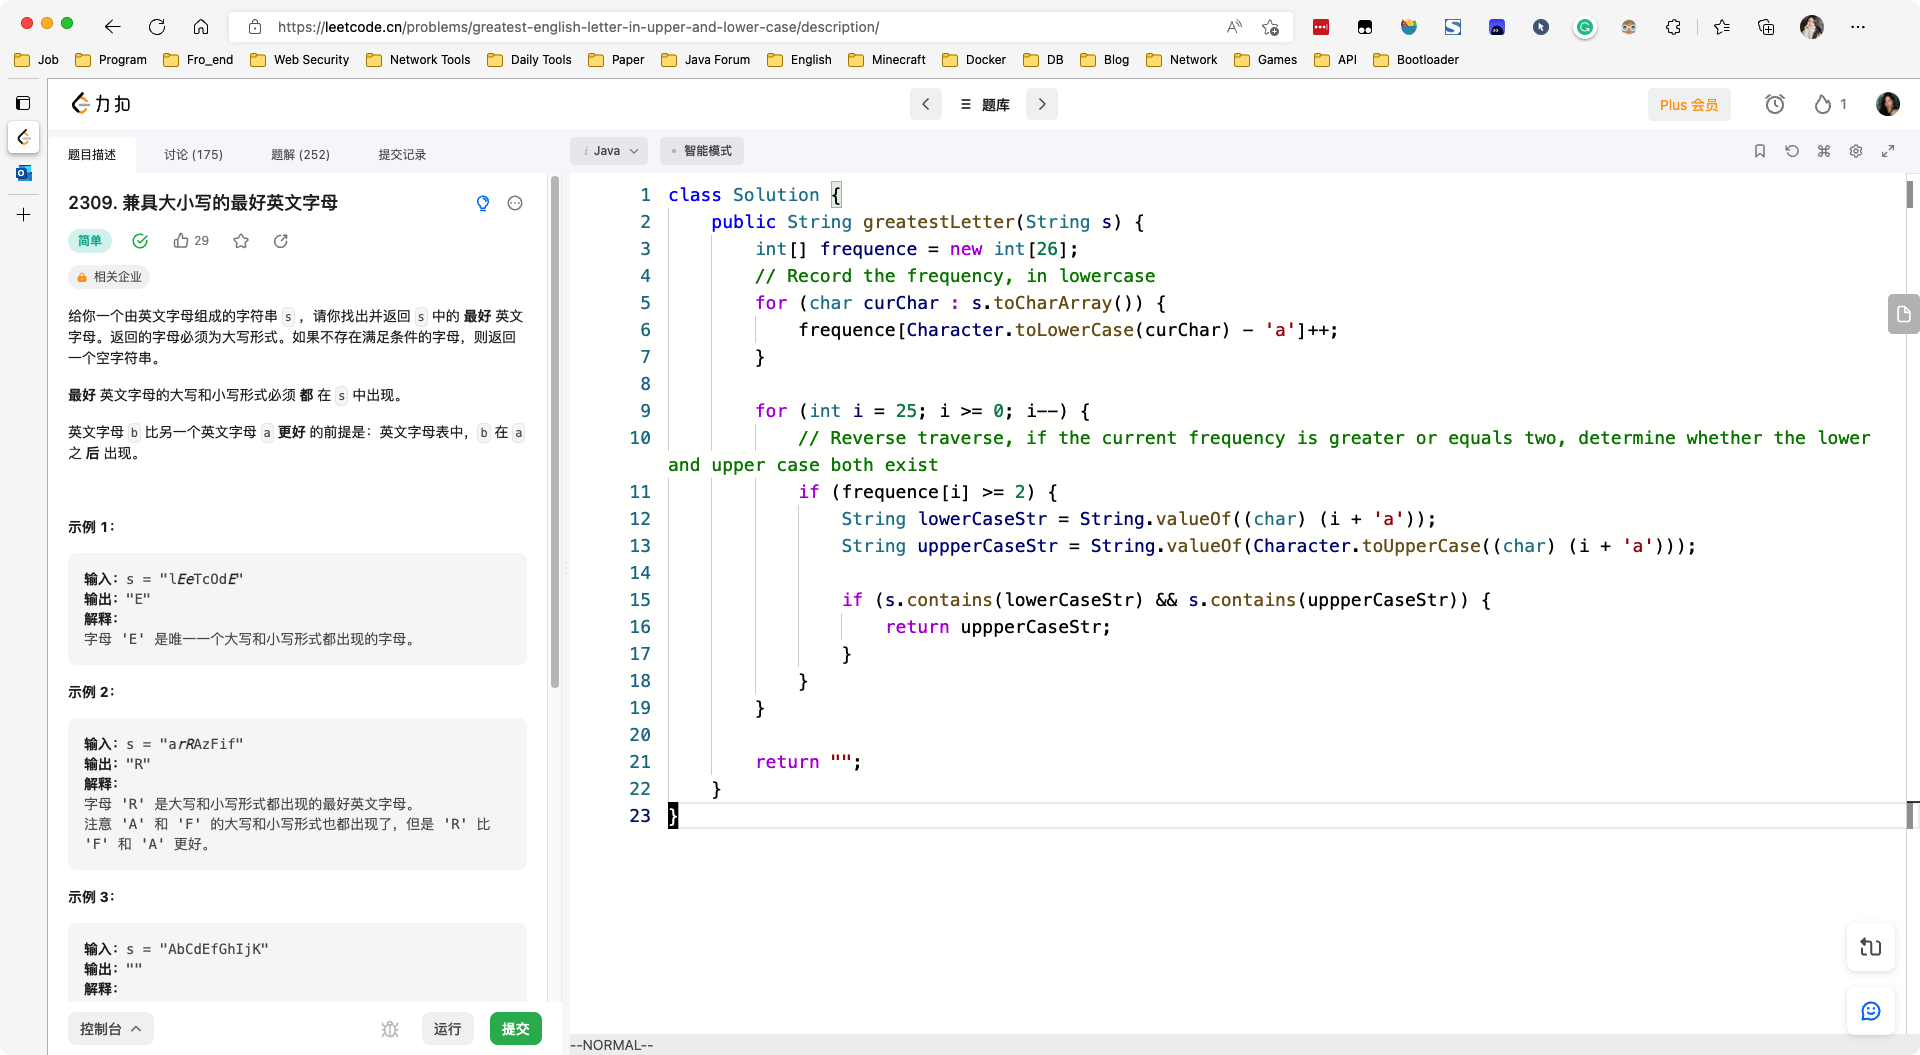 https://leetcode.cn/problems/greatest-english-letter-in-upper-and-lower-case/description/
Job Program Fro_end Web Security Network Tools Daily Tools Paper Java Forum English Minecraft Docker DB Blog Network Games API Bootloader
力扣 题库 Plus 会员 1
题目描述 讨论 (175) 题解 (252) 提交记录
2309. 兼具大小写的最好英文字母
简单 29
相关企业
给你一个由英文字母组成的字符串 s ，请你找出并返回 s 中的 最好 英文
字母。返回的字母必须为大写形式。如果不存在满足条件的字母，则返回
一个空字符串。
最好 英文字母的大写和小写形式必须 都 在 s 中出现。
英文字母 b 比另一个英文字母 a 更好 的前提是：英文字母表中，b 在 a
之 后 出现。
示例 1：
输入：s = "lEeTcOdE"
输出："E"
解释：
字母 'E' 是唯一一个大写和小写形式都出现的字母。
示例 2：
输入：s = "arRAzFif"
输出："R"
解释：
字母 'R' 是大写和小写形式都出现的最好英文字母。
注意 'A' 和 'F' 的大写和小写形式也都出现了，但是 'R' 比
'F' 和 'A' 更好。
示例 3：
输入：s = "AbCdEfGhIjK"
输出：""
解释：
控制台 运行 提交
i Java 智能模式
1 class Solution {
2 public String greatestLetter(String s) {
3 int[] frequence = new int[26];
4 // Record the frequency, in lowercase
5 for (char curChar : s.toCharArray()) {
6 frequence[Character.toLowerCase(curChar) - 'a']++;
7 }
8
9 for (int i = 25; i >= 0; i--) {
10 // Reverse traverse, if the current frequency is greater or equals two, determine whether the lower
and upper case both exist
11 if (frequence[i] >= 2) {
12 String lowerCaseStr = String.valueOf((char) (i + 'a'));
13 String uppperCaseStr = String.valueOf(Character.toUpperCase((char) (i + 'a')));
14
15 if (s.contains(lowerCaseStr) && s.contains(uppperCaseStr)) {
16 return uppperCaseStr;
17 }
18 }
19 }
20
21 return "";
22 }
23 }
--NORMAL--